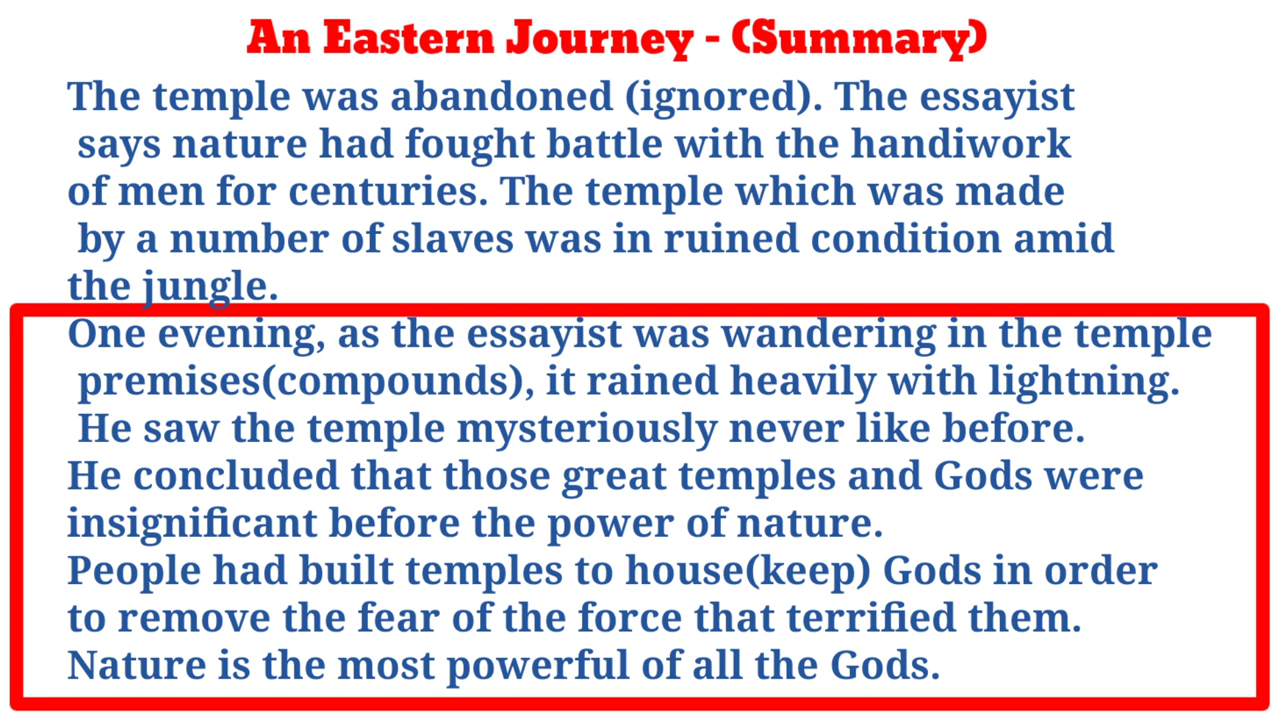 An Eastern Journey - (Summary)
The temple was abandoned (ignored). The essayist
says nature had fought battle with the handiwork
of men for centuries. The temple which was made
by a number of slaves was in ruined condition amid
the jungle.
One evening, as the essayist was wandering in the temple
premises(compounds), it rained heavily with lightning.
He saw the temple mysteriously never like before.
He concluded that those great temples and Gods were
insignificant before the power of nature.
People had built temples to house(keep) Gods in order
to remove the fear of the force that terrified them.
Nature is the most powerful of all the Gods.